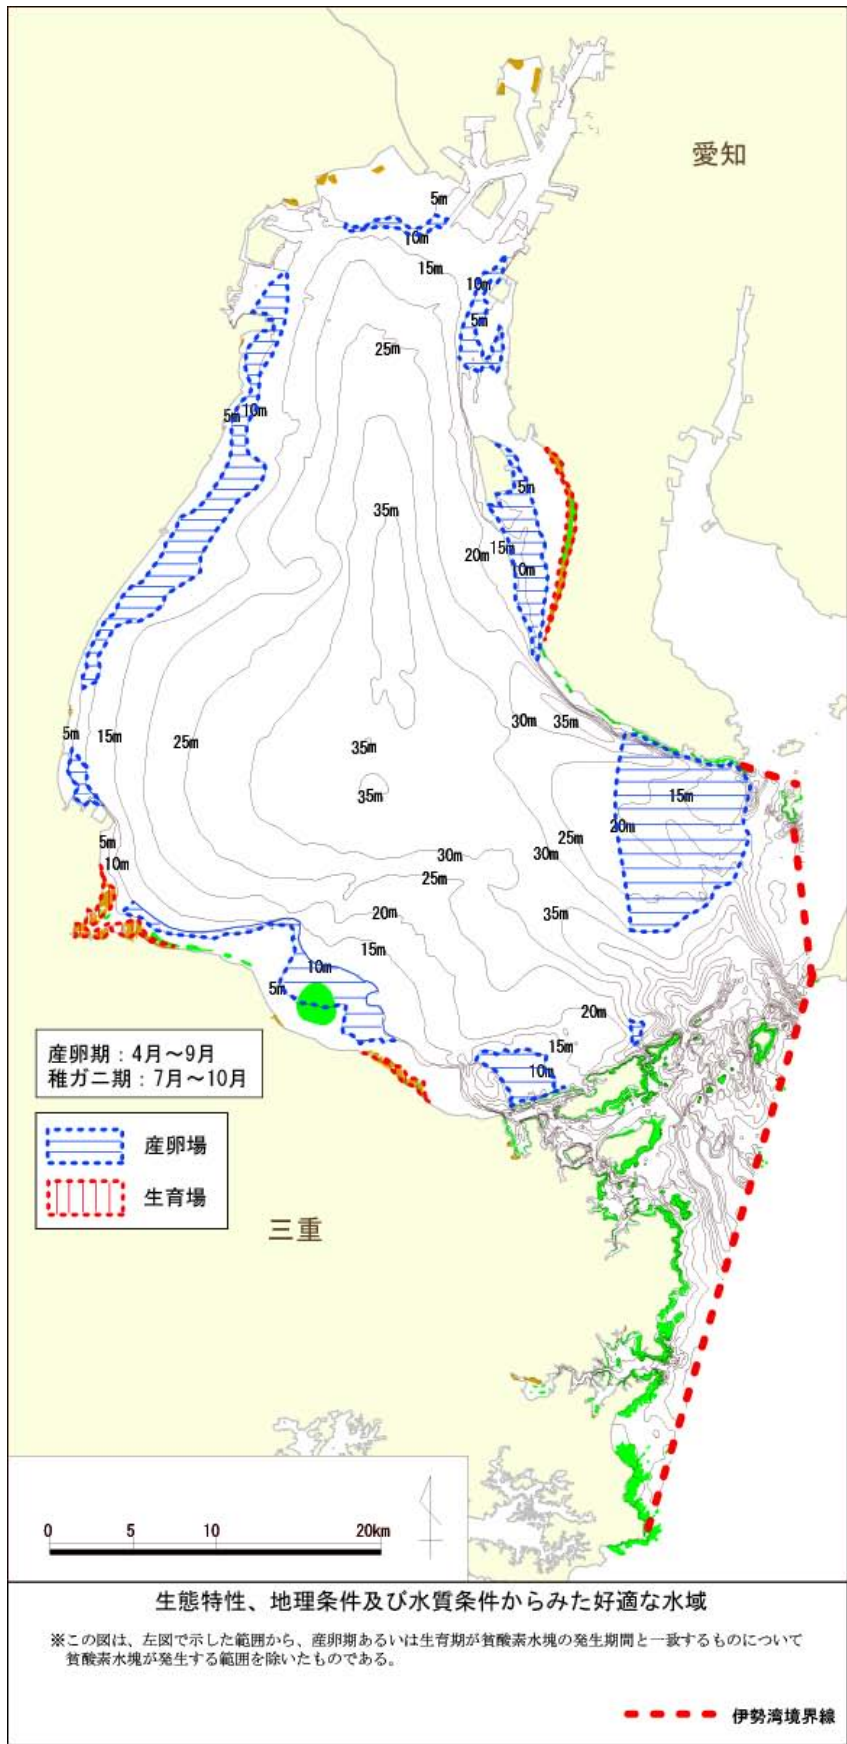 愛知
5m
10m
15m
10m
5m
25m
5m
10m
5m
35m
15m
20m
10m
30m
35m
5m
15m
25m
35m
15m
35m
20m
25m
5m
10m
30m
30m
25m
20m
35m
15m
10m
5m
20m
15m
10m
産卵期:4月~9月
稚ガニ期:7月~10月
産卵場
生育場
三重
0 5 10 20km
生態特性、地理条件及び水質条件からみた好適な水域
※この図は、左図で示した範囲から、産卵期あるいは生育期が貧酸素水塊の発生期間と一致するものについて
貧酸素水塊が発生する範囲を除いたものである。
伊勢湾境界線